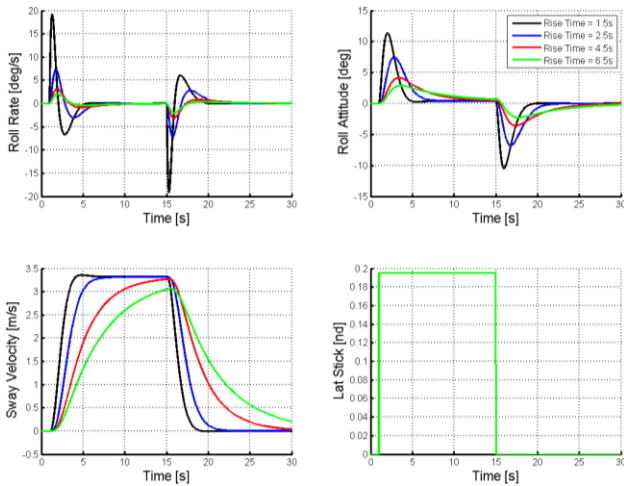 20
15
10
5
0
-5
-10
-15
-20
0 5 10 15 20 25 30
Roll Rate [deg/s]
Time [s]
15
10
5
0
-5
-10
-15
0 5 10 15 20 25 30
Roll Attitude [deg]
Time [s]
Rise Time = 1.5s
Rise Time = 2.5s
Rise Time = 4.5s
Rise Time = 6.5s
3.5
3
2.5
2
1.5
1
0.5
0
-0.5
0 5 10 15 20 25 30
Sway Velocity [m/s]
Time [s]
0.2
0.18
0.16
0.14
0.12
0.1
0.08
0.06
0.04
0.02
0
0 5 10 15 20 25 30
Lat Stick [nd]
Time [s]